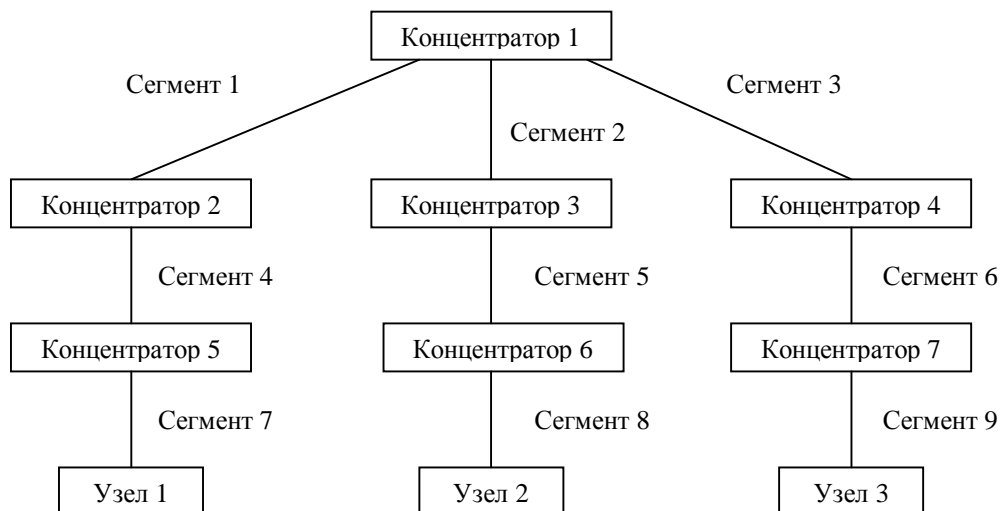 Концентратор 1
Сегмент 1
Сегмент 3
Сегмент 2
Концентратор 2
Концентратор 3
Концентратор 4
Сегмент 4
Сегмент 5
Сегмент 6
Концентратор 5
Концентратор 6
Концентратор 7
Сегмент 7
Сегмент 8
Сегмент 9
Узел 1
Узел 2
Узел 3